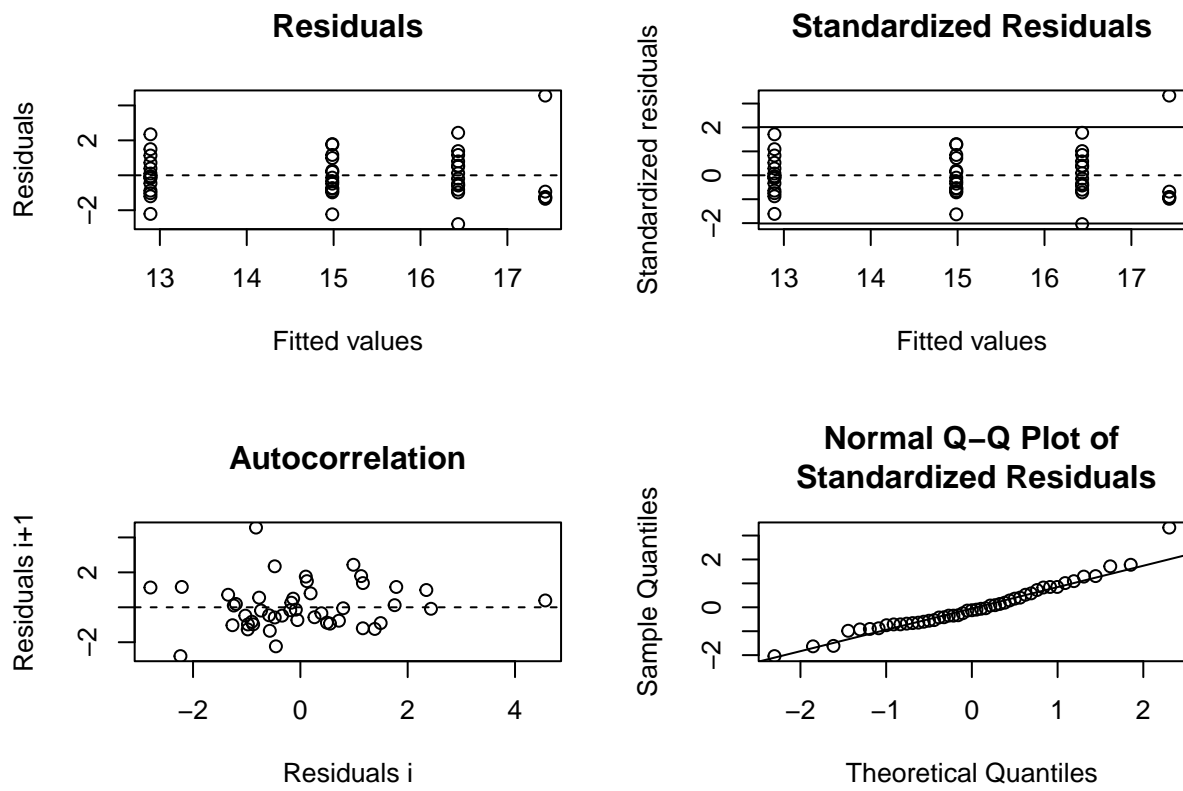 Residuals
Residuals
2
−2
13 14 15 16 17
Fitted values
Standardized Residuals
Standardized residuals
2
0
−2
13 14 15 16 17
Fitted values
Autocorrelation
Residuals i+1
2
−2
−2 0 2 4
Residuals i
Normal Q−Q Plot of
Standardized Residuals
Sample Quantiles
2
0
−2
−2 −1 0 1 2
Theoretical Quantiles